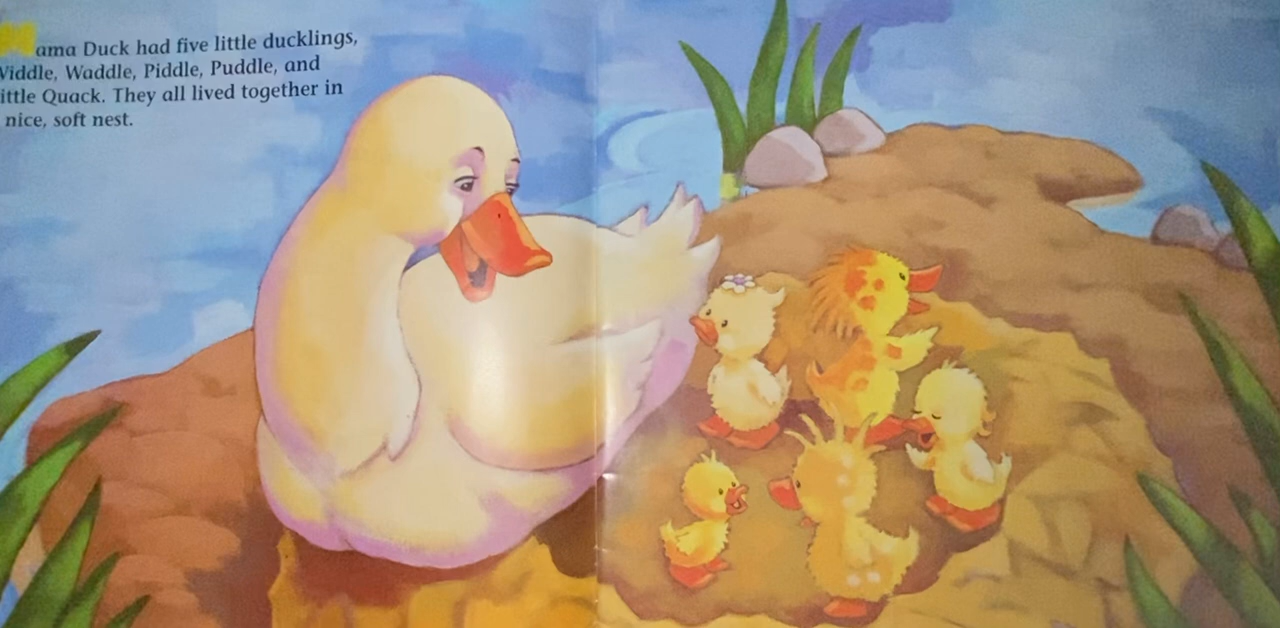 ama Duck had five little ducklings,
Widdle, Waddle, Piddle, Puddle, and
ittle Quack. They all lived together in
nice, soft nest.